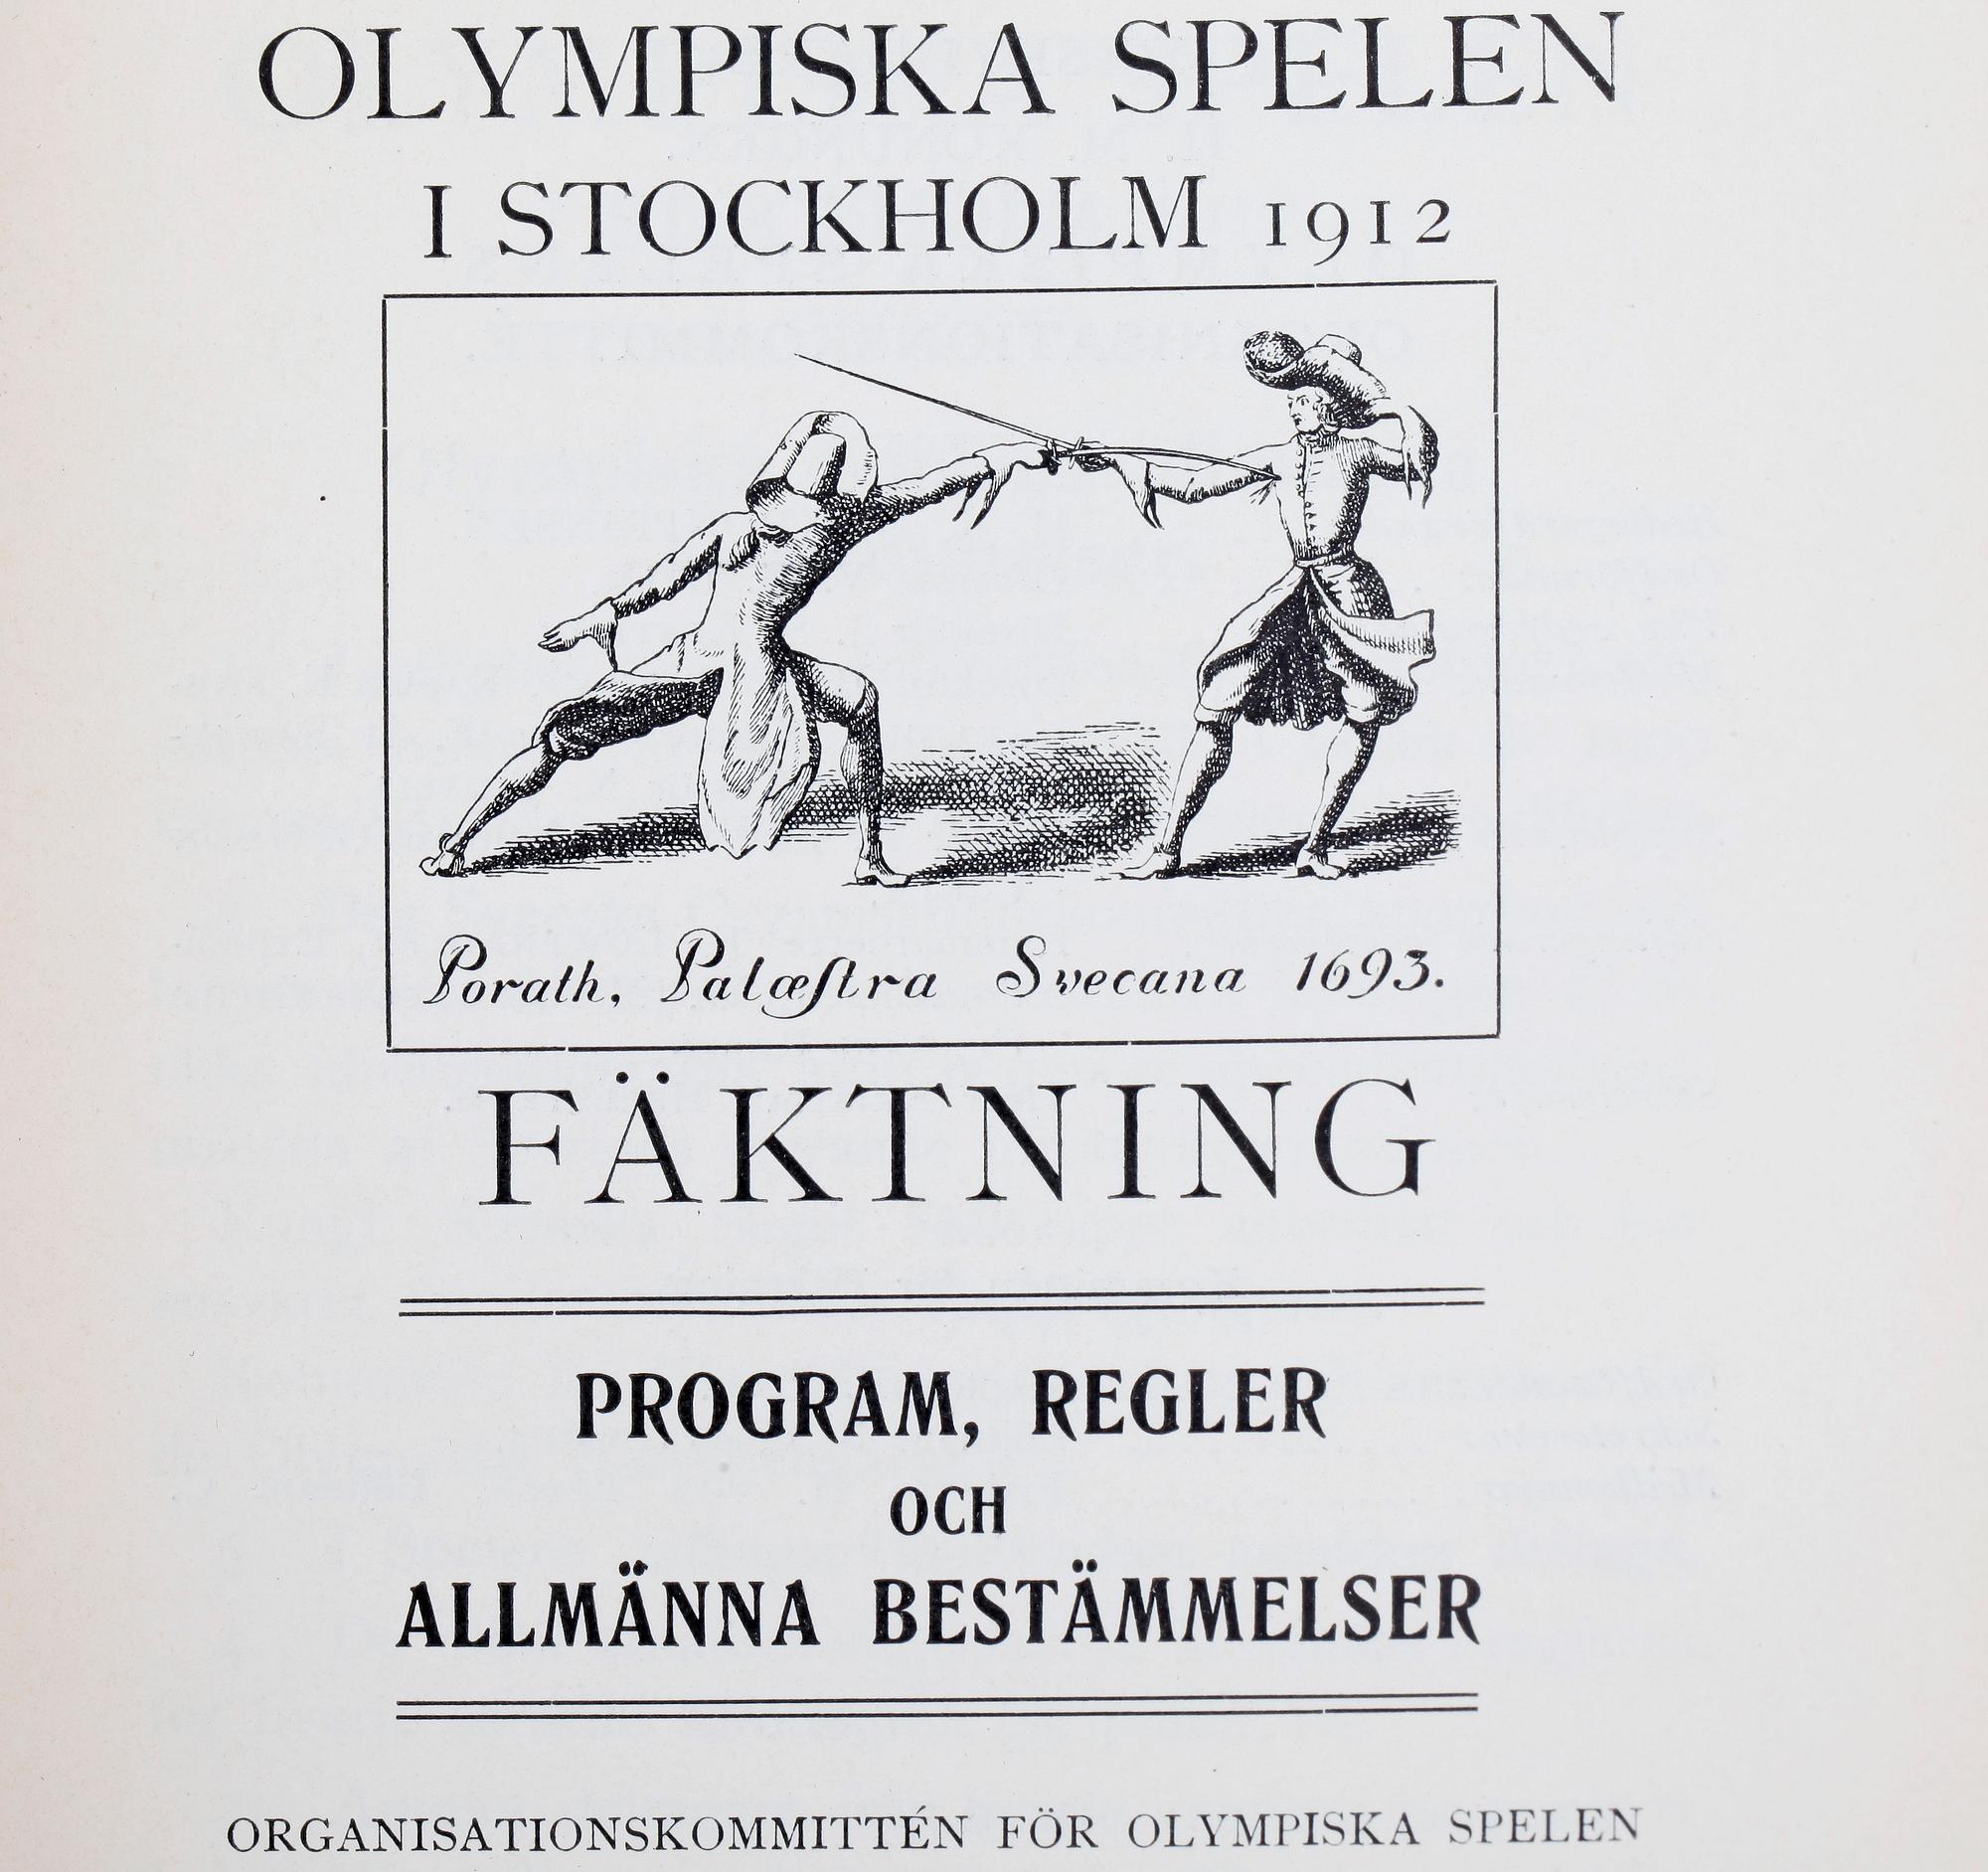 OLYMPISKA SPELEN
I STOCKHOLM 1912
Porath, Palæſtra Svecana 1693.
FÄKTNING
PROGRAM, REGLER
OCH
ALLMÄNNA BESTÄMMELSER
ORGANISATIONSKOMMITTÉN FÖR OLYMPISKA SPELEN